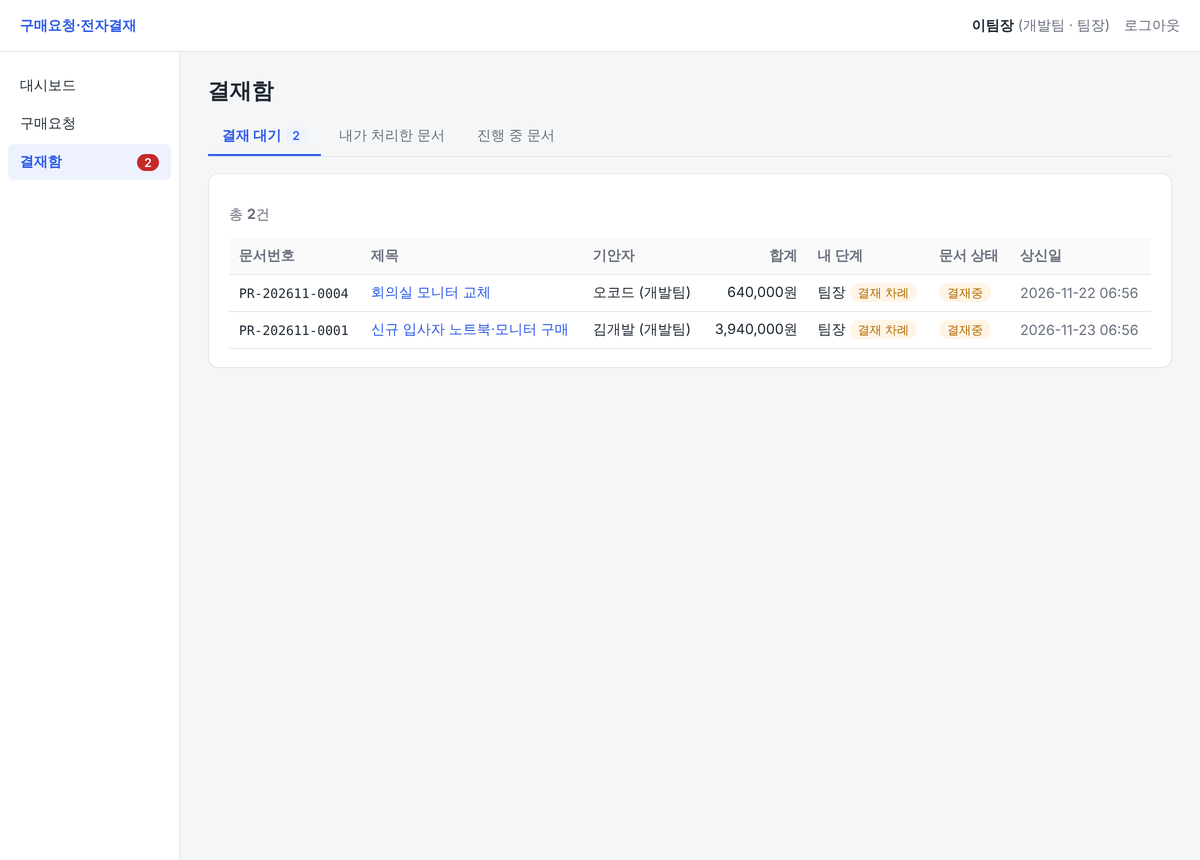 구매요청·전자결재
이팀장 (개발팀 · 팀장) 로그아웃
대시보드
구매요청
결재함 2
결재함
결재 대기 2 내가 처리한 문서 진행 중 문서
총 2건
문서번호 제목 기안자 합계 내 단계 문서 상태 상신일
PR-202611-0004 회의실 모니터 교체 오코드 (개발팀) 640,000원 팀장 결재 차례 결재중 2026-11-22 06:56
PR-202611-0001 신규 입사자 노트북·모니터 구매 김개발 (개발팀) 3,940,000원 팀장 결재 차례 결재중 2026-11-23 06:56